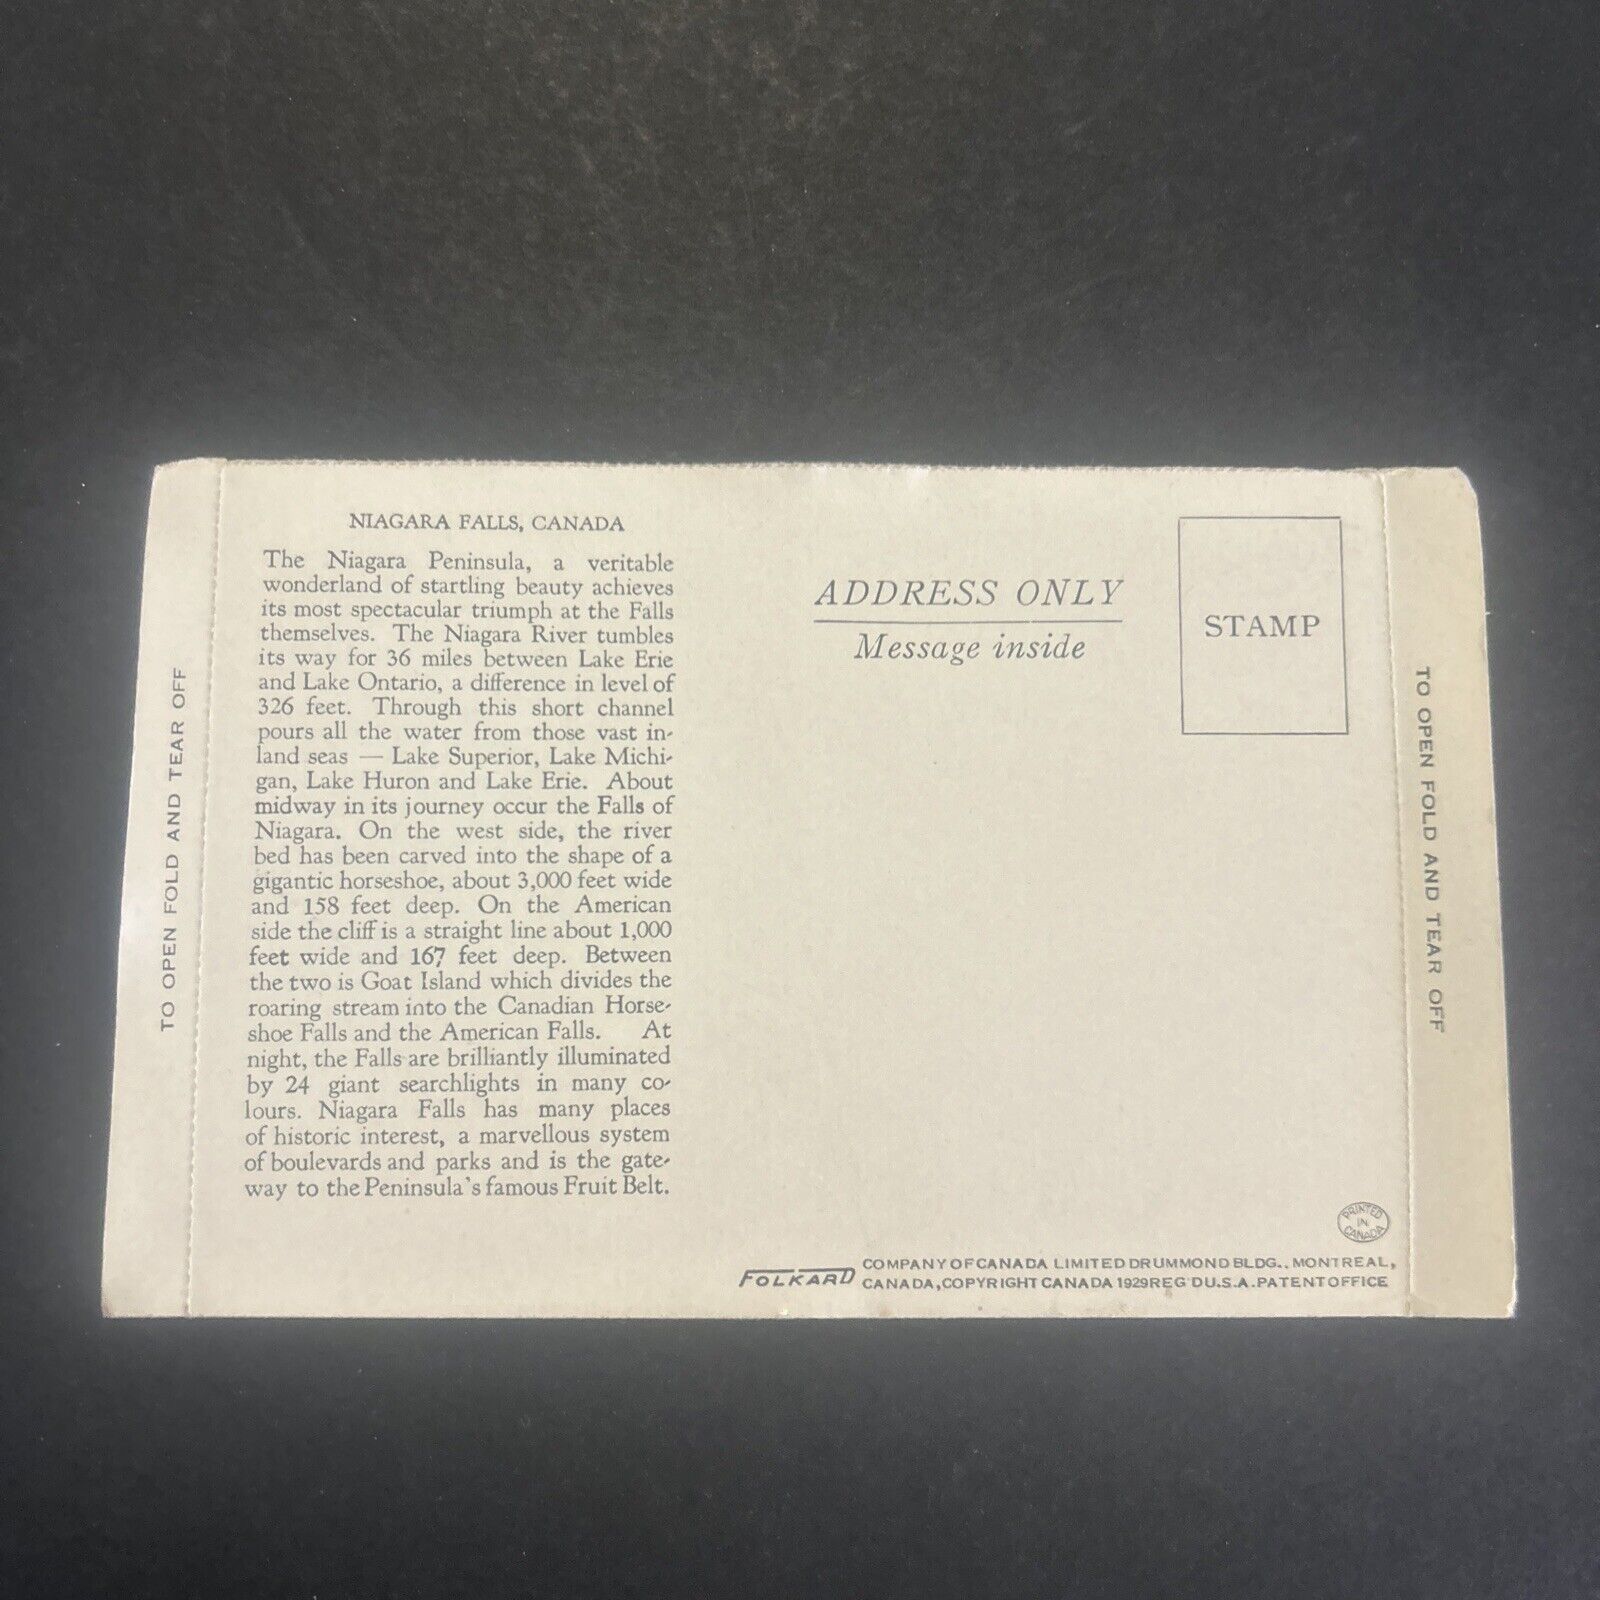 TO OPEN FOLD AND TEAR OFF
NIAGARA FALLS, CANADA
The Niagara Peninsula, a veritable
wonderland of startling beauty achieves
its most spectacular triumph at the Falls
themselves. The Niagara River tumbles
its way for 36 miles between Lake Erie
and Lake Ontario, a difference in level of
326 feet. Through this short channel
pours all the water from those vast in-
land seas — Lake Superior, Lake Michi-
gan, Lake Huron and Lake Erie. About
midway in its journey occur the Falls of
Niagara. On the west side, the river
bed has been carved into the shape of a
gigantic horseshoe, about 3,000 feet wide
and 158 feet deep. On the American
side the cliff is a straight line about 1,000
feet wide and 167 feet deep. Between
the two is Goat Island which divides the
roaring stream into the Canadian Horse-
shoe Falls and the American Falls. At
night, the Falls are brilliantly illuminated
by 24 giant searchlights in many co-
lours. Niagara Falls has many places
of historic interest, a marvellous system
of boulevards and parks and is the gate-
way to the Peninsula's famous Fruit Belt.
ADDRESS ONLY
Message inside
STAMP
PRINTED
IN
CANADA
FOLKARD COMPANY OF CANADA LIMITED DRUMMOND BLDG.. MONTREAL,
CANADA, COPYRIGHT CANADA 1929 REG'D U.S.A. PATENT OFFICE
TO OPEN FOLD AND TEAR OFF